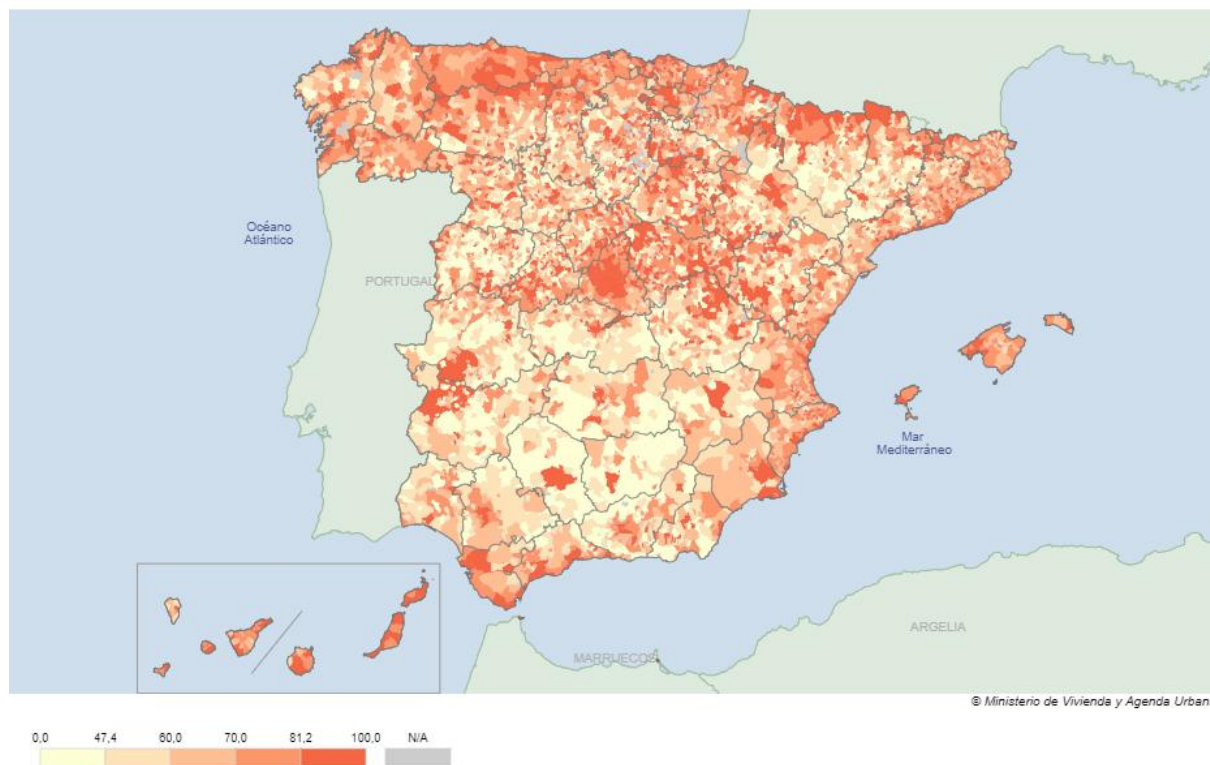 Océano
Atlántico
PORTUGAL
Mar
Mediterráneo
ARGELIA
MARRUECOS
© Ministerio de Vivienda y Agenda Urban
0,0 47,4 60,0 70,0 81,2 100,0 N/A